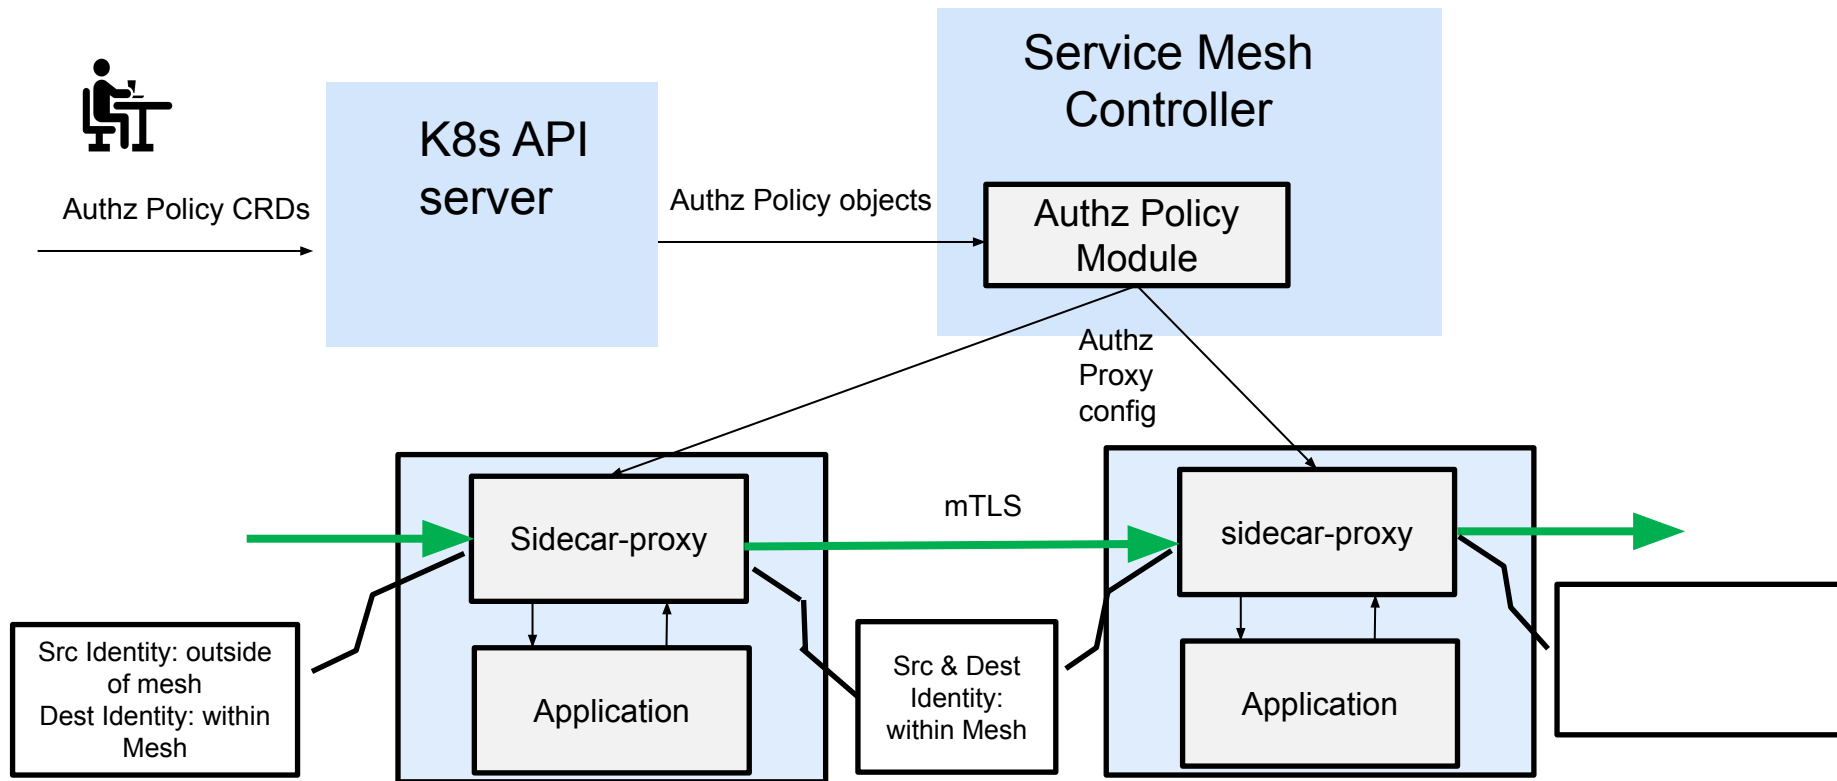 Service Mesh
Controller
K8s API
server
Authz Policy CRDs
Authz Policy objects
Authz Policy
Module
Authz
Proxy
config
mTLS
Sidecar-proxy
sidecar-proxy
Src Identity: outside
of mesh
Dest Identity: within
Mesh
Application
Src & Dest
Identity:
within Mesh
Application